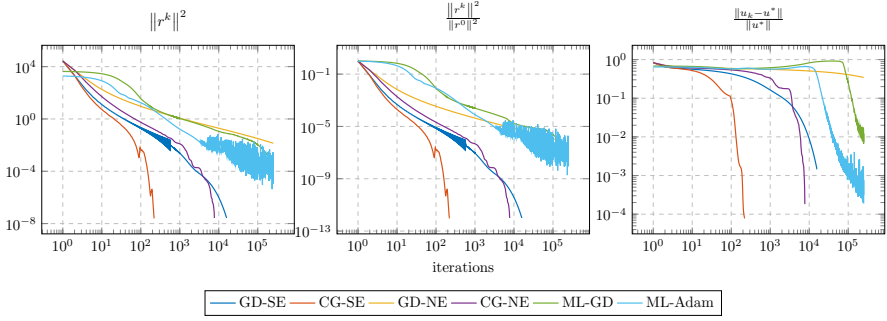 ‖r^k‖^2
‖r^k‖^2 / ‖r^0‖^2
‖u_k−u^*‖ / ‖u^*‖
10^4
10^0
10^−4
10^−8
10^0 10^1 10^2 10^3 10^4 10^5
10^−1
10^−5
10^−9
10^−13
10^0 10^1 10^2 10^3 10^4 10^5
10^0
10^−1
10^−2
10^−3
10^−4
10^0 10^1 10^2 10^3 10^4 10^5
iterations
GD-SE CG-SE GD-NE CG-NE ML-GD ML-Adam